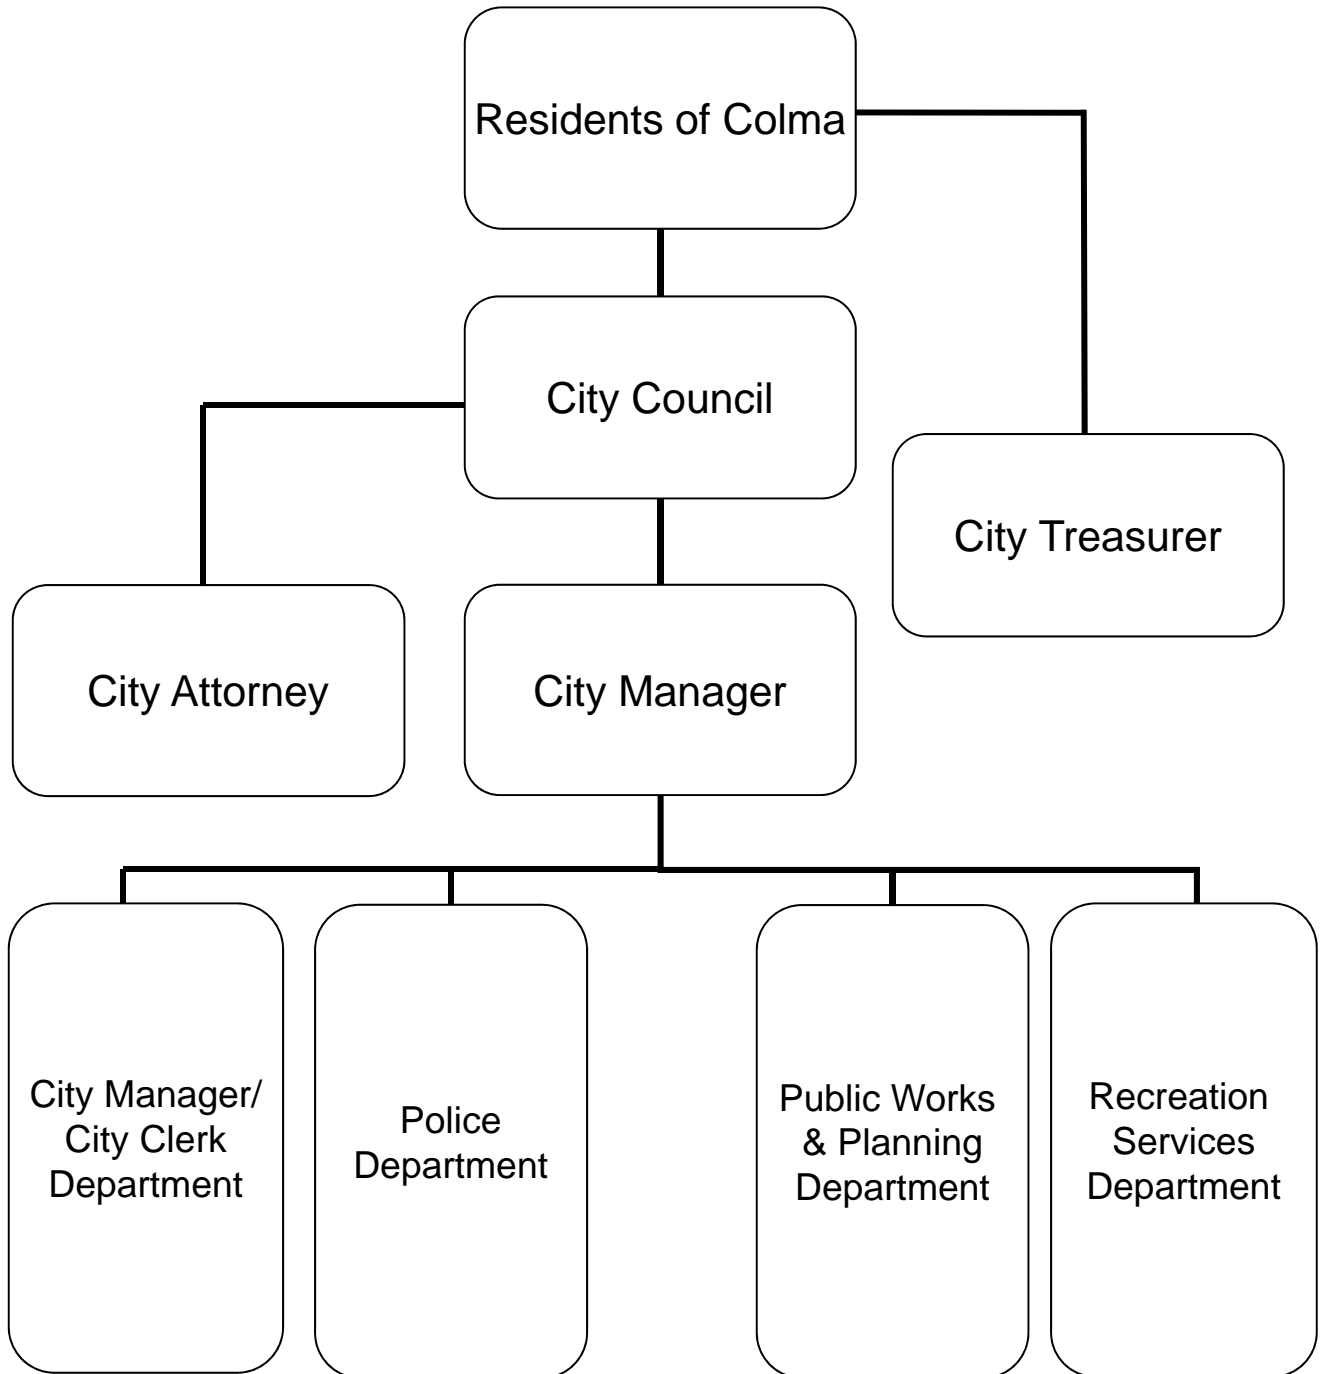 Residents of Colma
City Council
City Treasurer
City Attorney
City Manager
City Manager/
City Clerk
Department
Police
Department
Public Works
& Planning
Department
Recreation
Services
Department